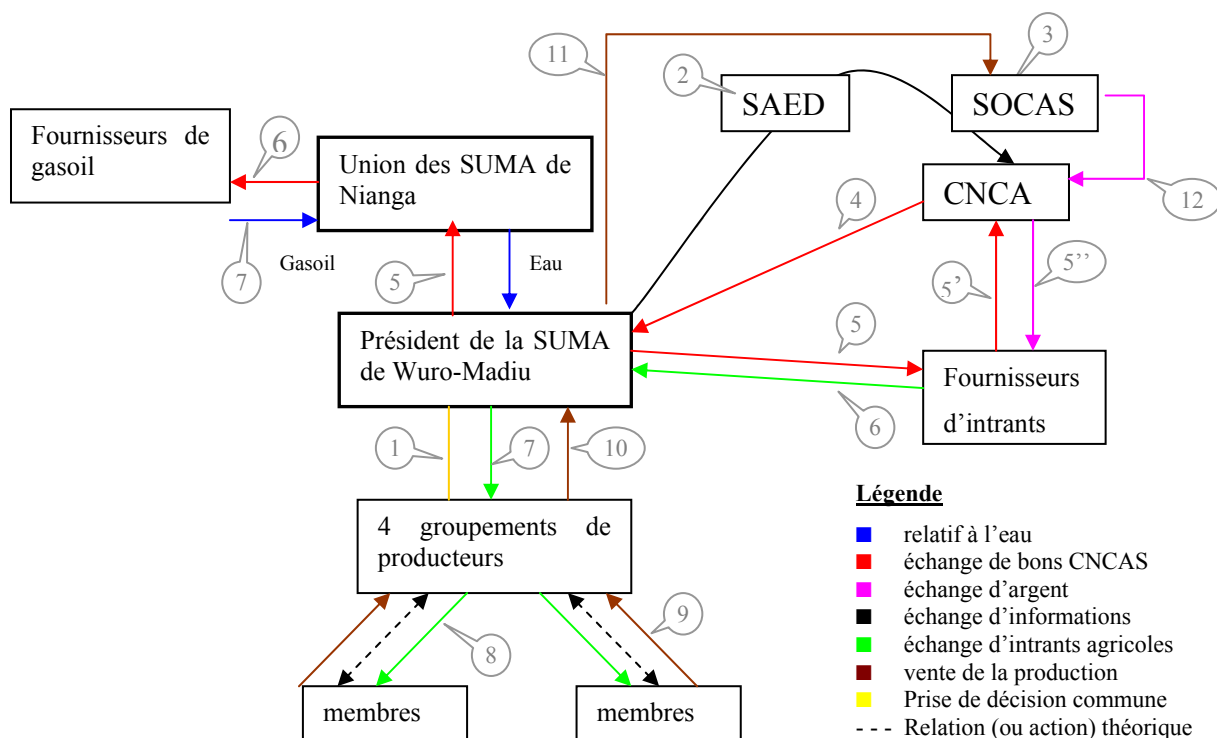 11
2
3
SAED
SOCAS
Fournisseurs de
gasoil
6
Union des SUMA de
Nianga
4
CNCA
12
7
Gasoil
5
Eau
5’
5’’
Président de la SUMA
de Wuro-Madiu
5
Fournisseurs
d’intrants
6
1
7
10
4 groupements de
producteurs
Légende
relatif à l’eau
échange de bons CNCAS
échange d’argent
échange d’informations
échange d’intrants agricoles
vente de la production
Prise de décision commune
Relation (ou action) théorique
8
9
membres
membres